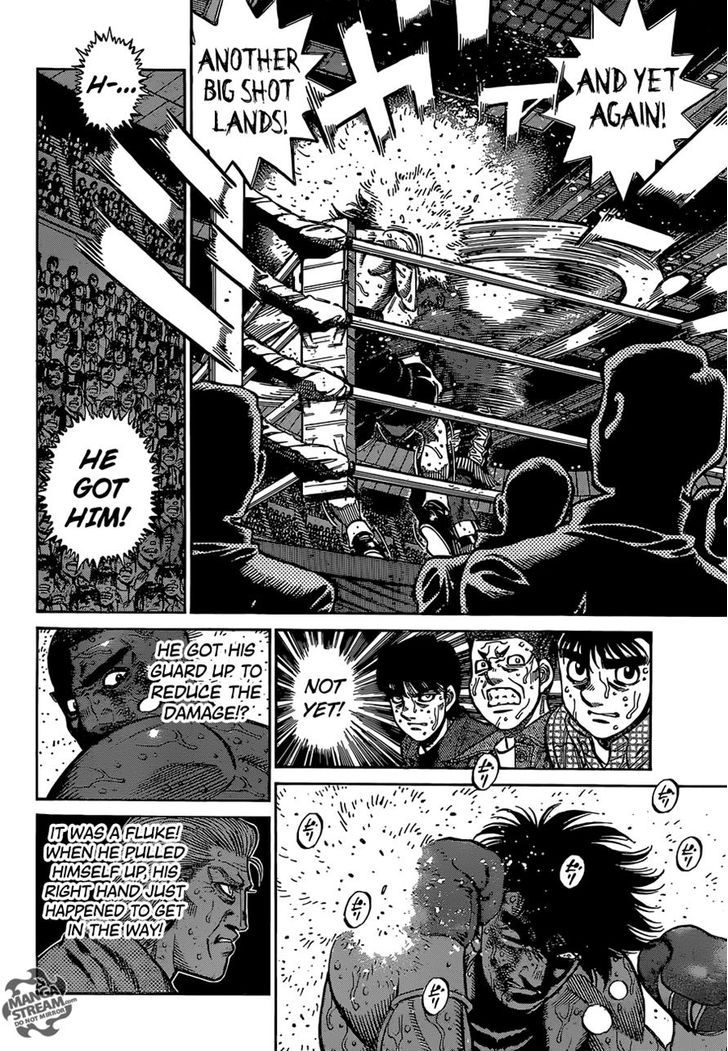 AND YET
AGAIN!
ANOTHER
BIG SHOT
LANDS!
H-...
HE
GOT
HIM!
NOT
YET!
HE GOT HIS
GUARD UP TO
REDUCE THE
DAMAGE!?
IT WAS A FLUKE!
WHEN HE PULLED
HIMSELF UP, HIS
RIGHT HAND JUST
HAPPENED TO GET
IN THE WAY!
MANGA
STREAM.com
DO NOT MIRROR!